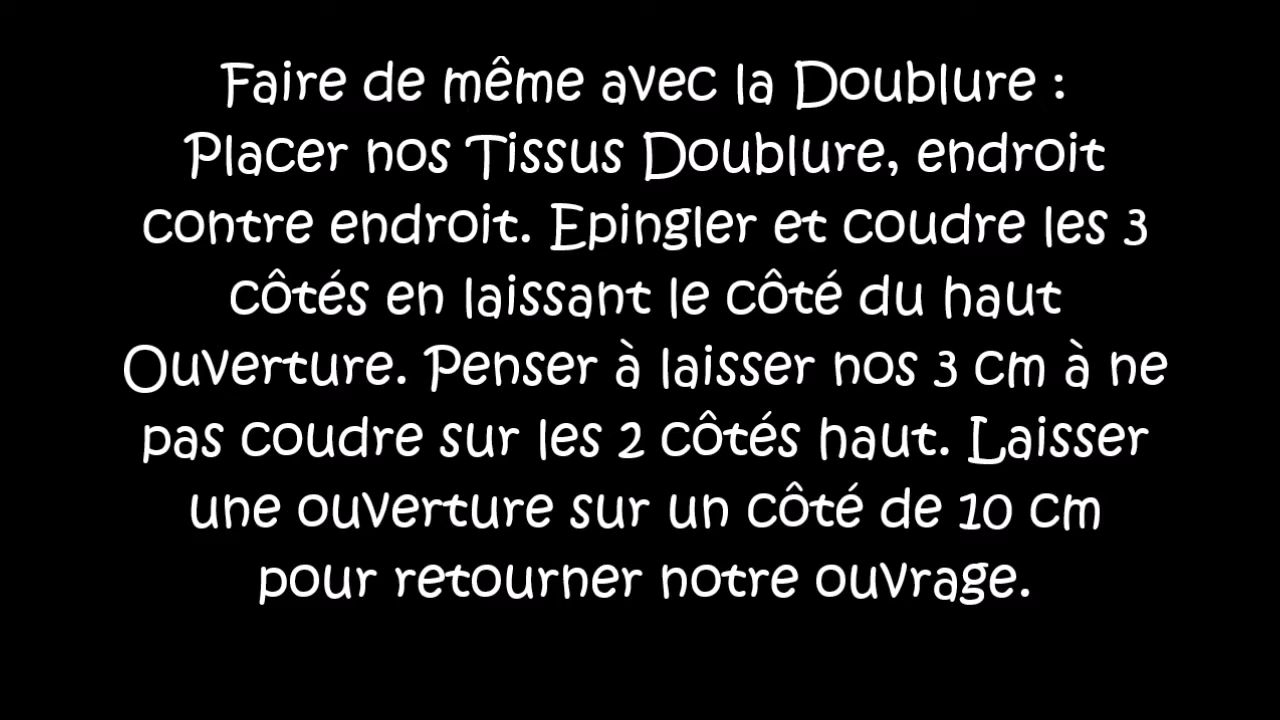 Faire de même avec la Doublure :
Placer nos Tissus Doublure, endroit
contre endroit. Epingler et coudre les 3
côtés en laissant le côté du haut
Ouverture. Penser à laisser nos 3 cm à ne
pas coudre sur les 2 côtés haut. Laisser
une ouverture sur un côté de 10 cm
pour retourner notre ouvrage.